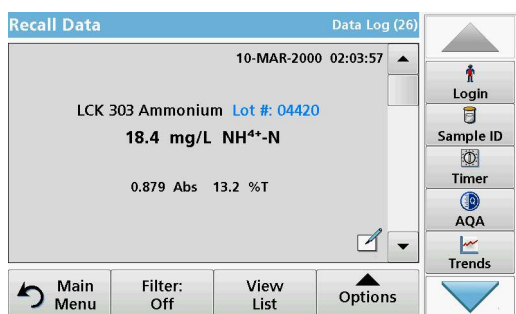 Recall Data Data Log (26)
10-MAR-2000 02:03:57
LCK 303 Ammonium Lot #: 04420
18.4 mg/L NH⁴⁺-N
0.879 Abs 13.2 %T
Login
Sample ID
Timer
AQA
Trends
Main Menu
Filter: Off
View List
Options